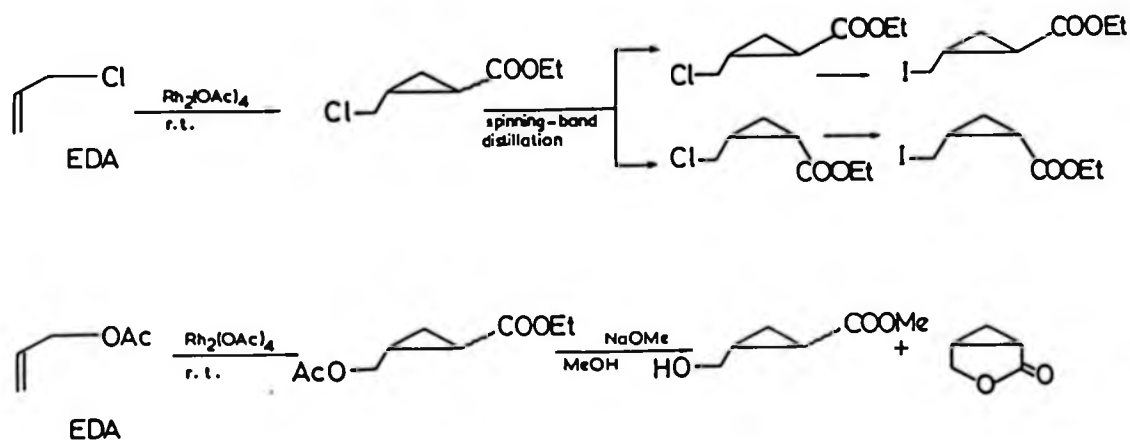 Cl
Rh₂(OAc)₄
r.t.
EDA
COOEt
Cl
spinning-band
distillation
COOEt
Cl
COOEt
I
Cl
COOEt
I
COOEt
OAc
Rh₂(OAc)₄
r.t.
EDA
COOEt
AcO
NaOMe
MeOH
COOMe
HO
+
O
O